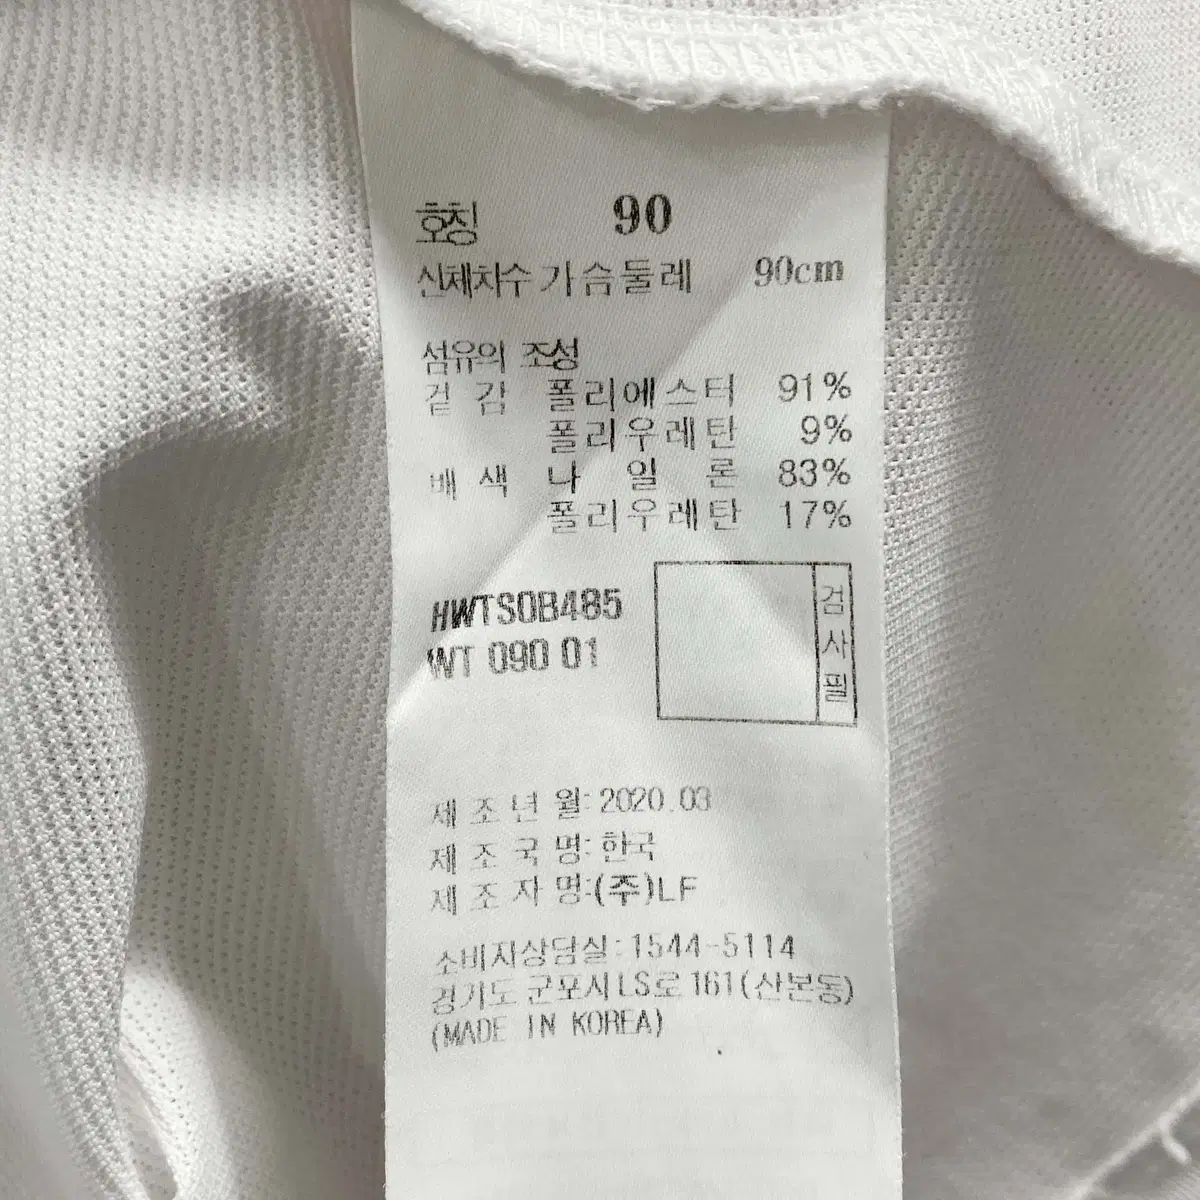 호칭 90
신체치수 가슴둘레 90cm
섬유의 조성
겉감 폴리에스터 91%
폴리우레탄 9%
배색 나일론 83%
폴리우레탄 17%
HWTS0B485
WT 090 01
검사필
제조년월:2020.03
제조국명:한국
제조자명:(주)LF
소비자상담실:1544-5114
경기도 군포시 LS로 161(산본동)
(MADE IN KOREA)